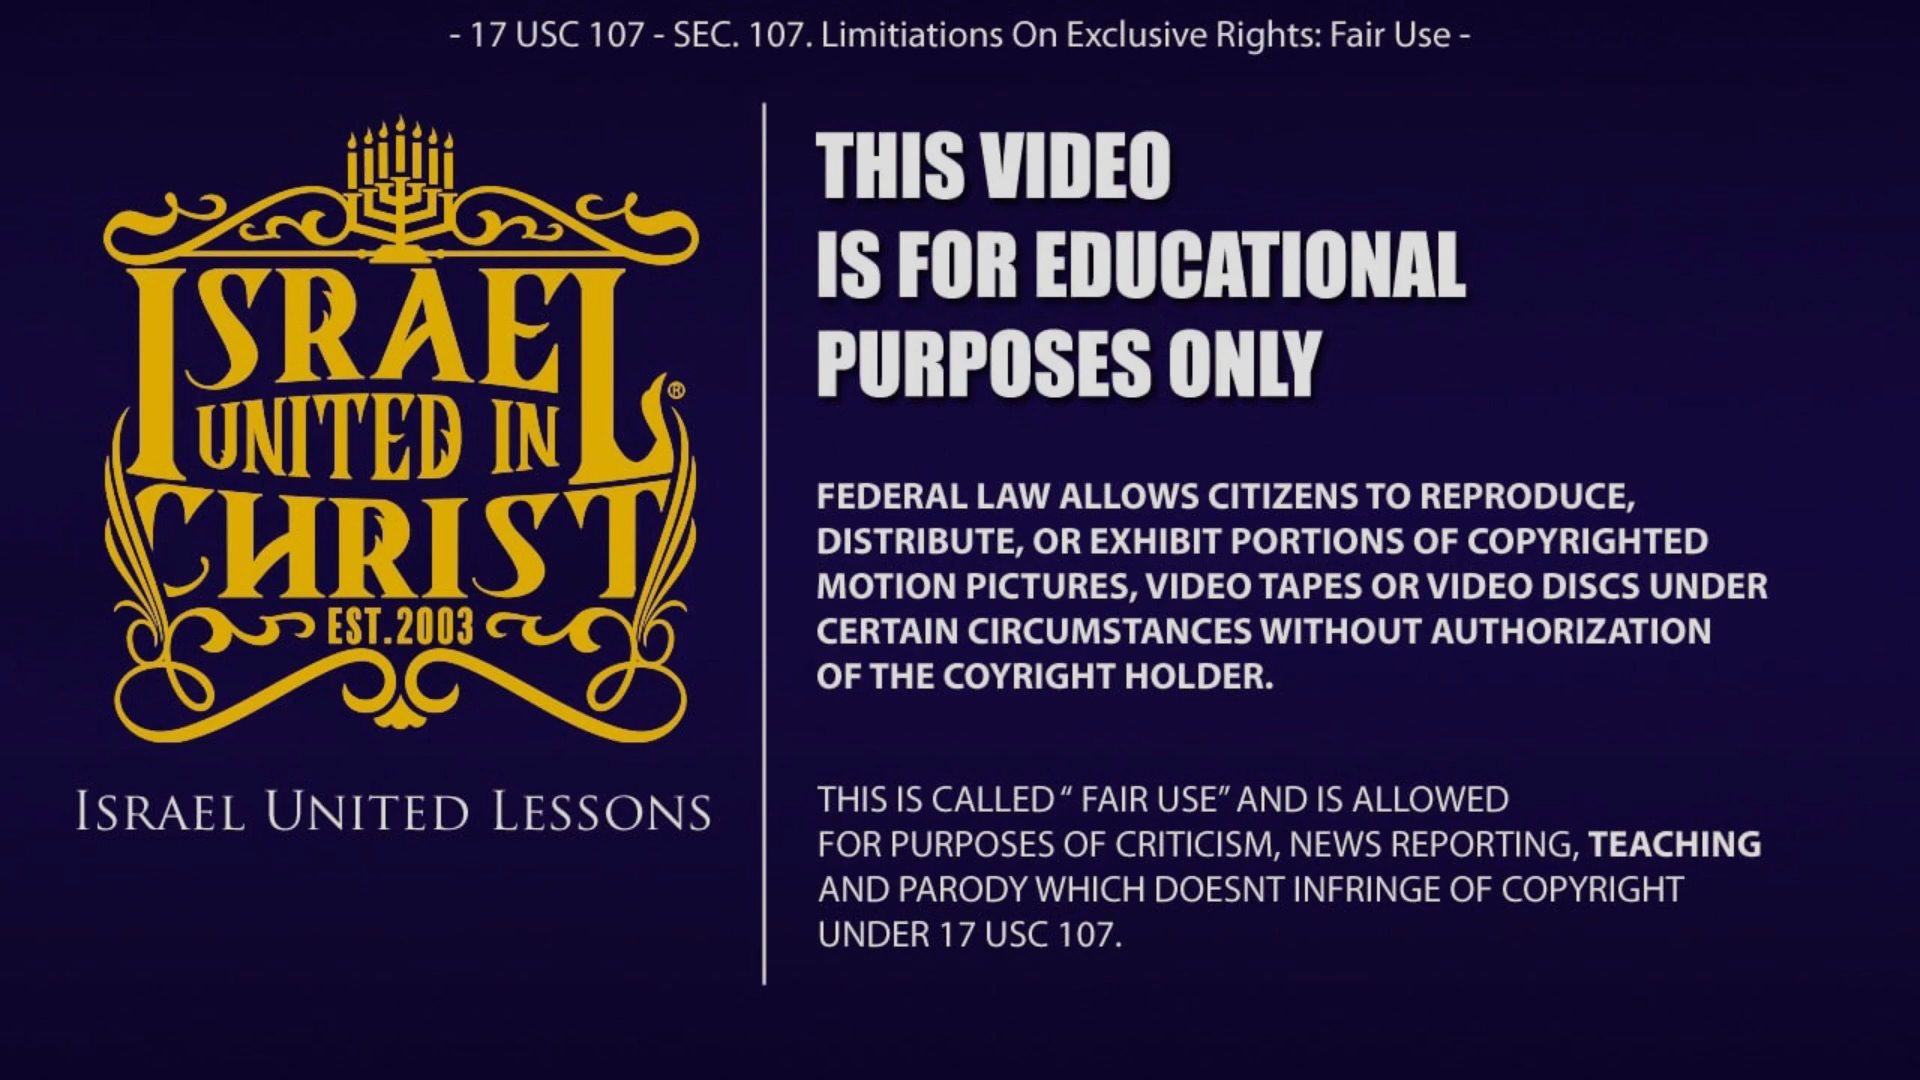 - 17 USC 107 - SEC. 107. Limitiations On Exclusive Rights: Fair Use -
ISRAEL
UNITED IN
CHRIST
®
EST.2003
ISRAEL UNITED LESSONS
THIS VIDEO
IS FOR EDUCATIONAL
PURPOSES ONLY
FEDERAL LAW ALLOWS CITIZENS TO REPRODUCE,
DISTRIBUTE, OR EXHIBIT PORTIONS OF COPYRIGHTED
MOTION PICTURES, VIDEO TAPES OR VIDEO DISCS UNDER
CERTAIN CIRCUMSTANCES WITHOUT AUTHORIZATION
OF THE COYRIGHT HOLDER.
THIS IS CALLED “ FAIR USE” AND IS ALLOWED
FOR PURPOSES OF CRITICISM, NEWS REPORTING, TEACHING
AND PARODY WHICH DOESNT INFRINGE OF COPYRIGHT
UNDER 17 USC 107.